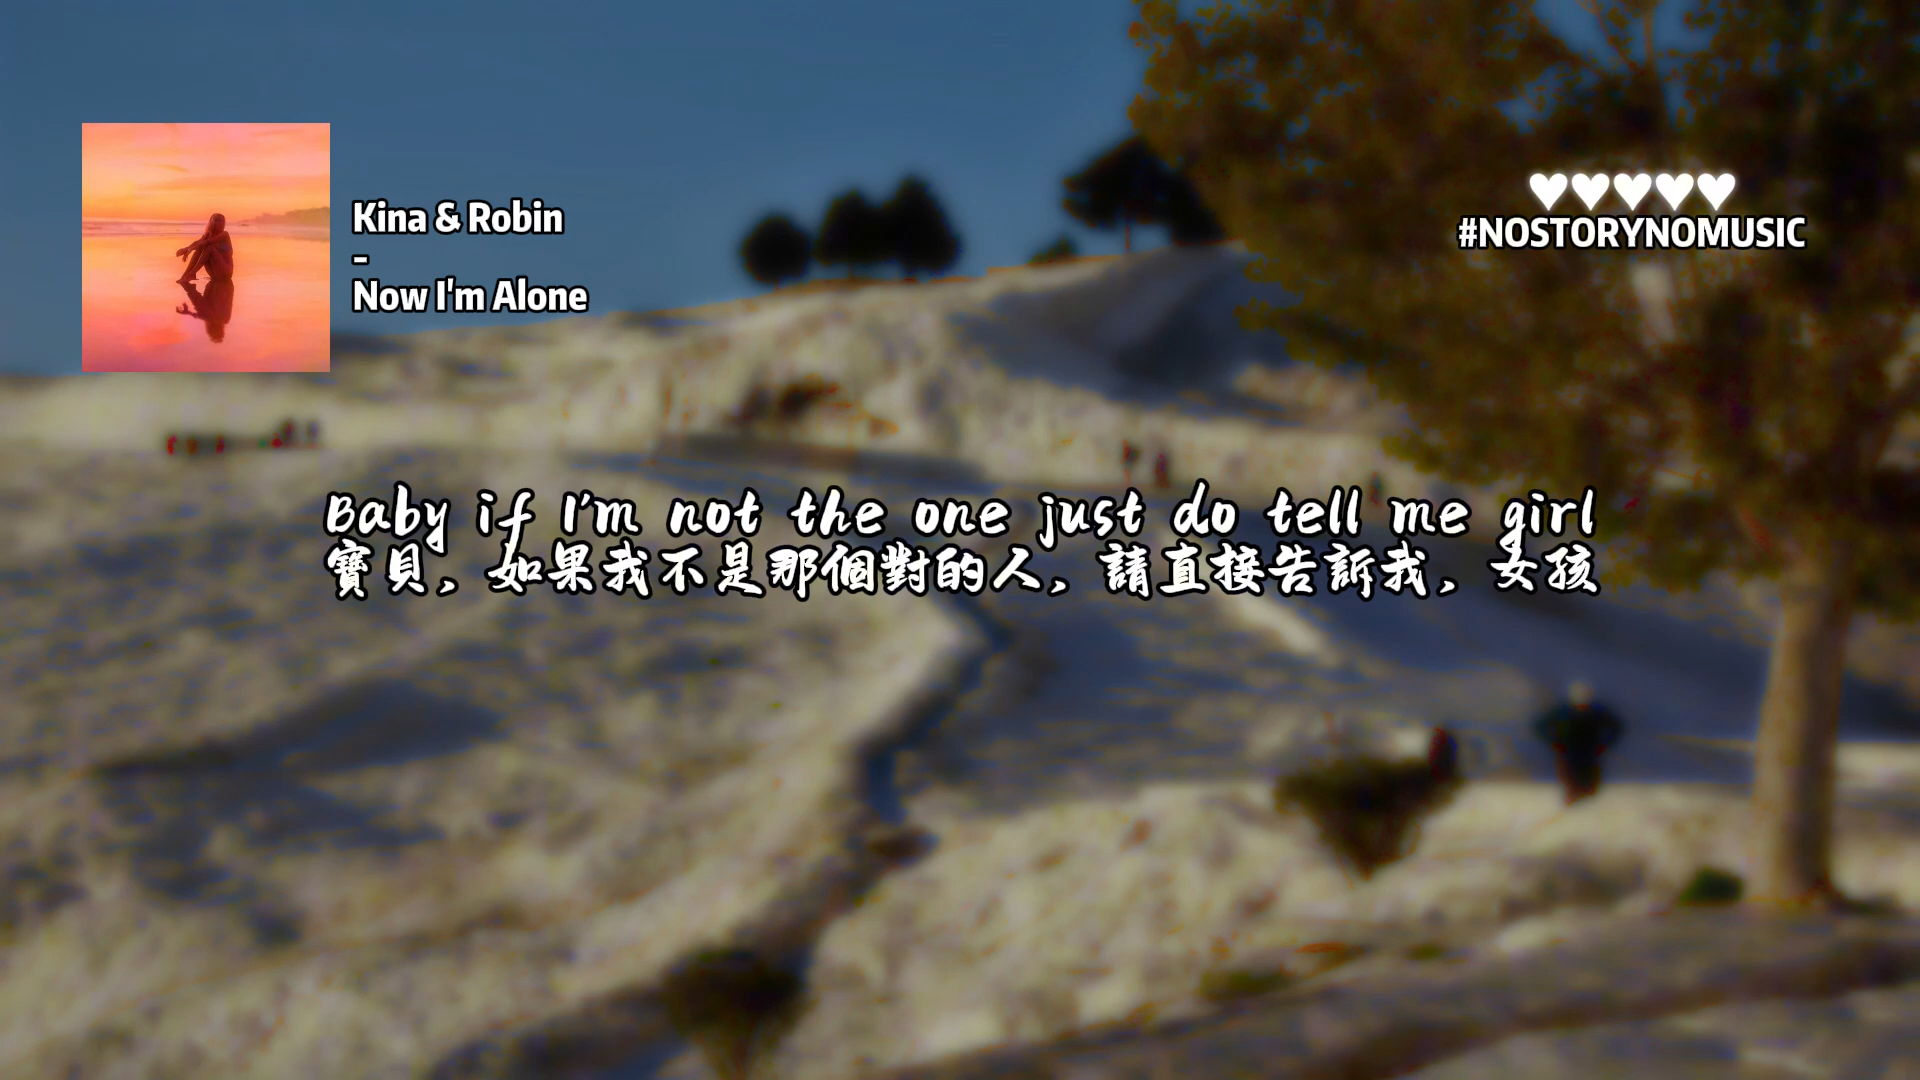 Kina & Robin
-
Now I'm Alone
♥♥♥♥♥
#NOSTORYNOMUSIC
Baby if I'm not the one just do tell me girl
寶貝，如果我不是那個對的人，請直接告訴我，女孩